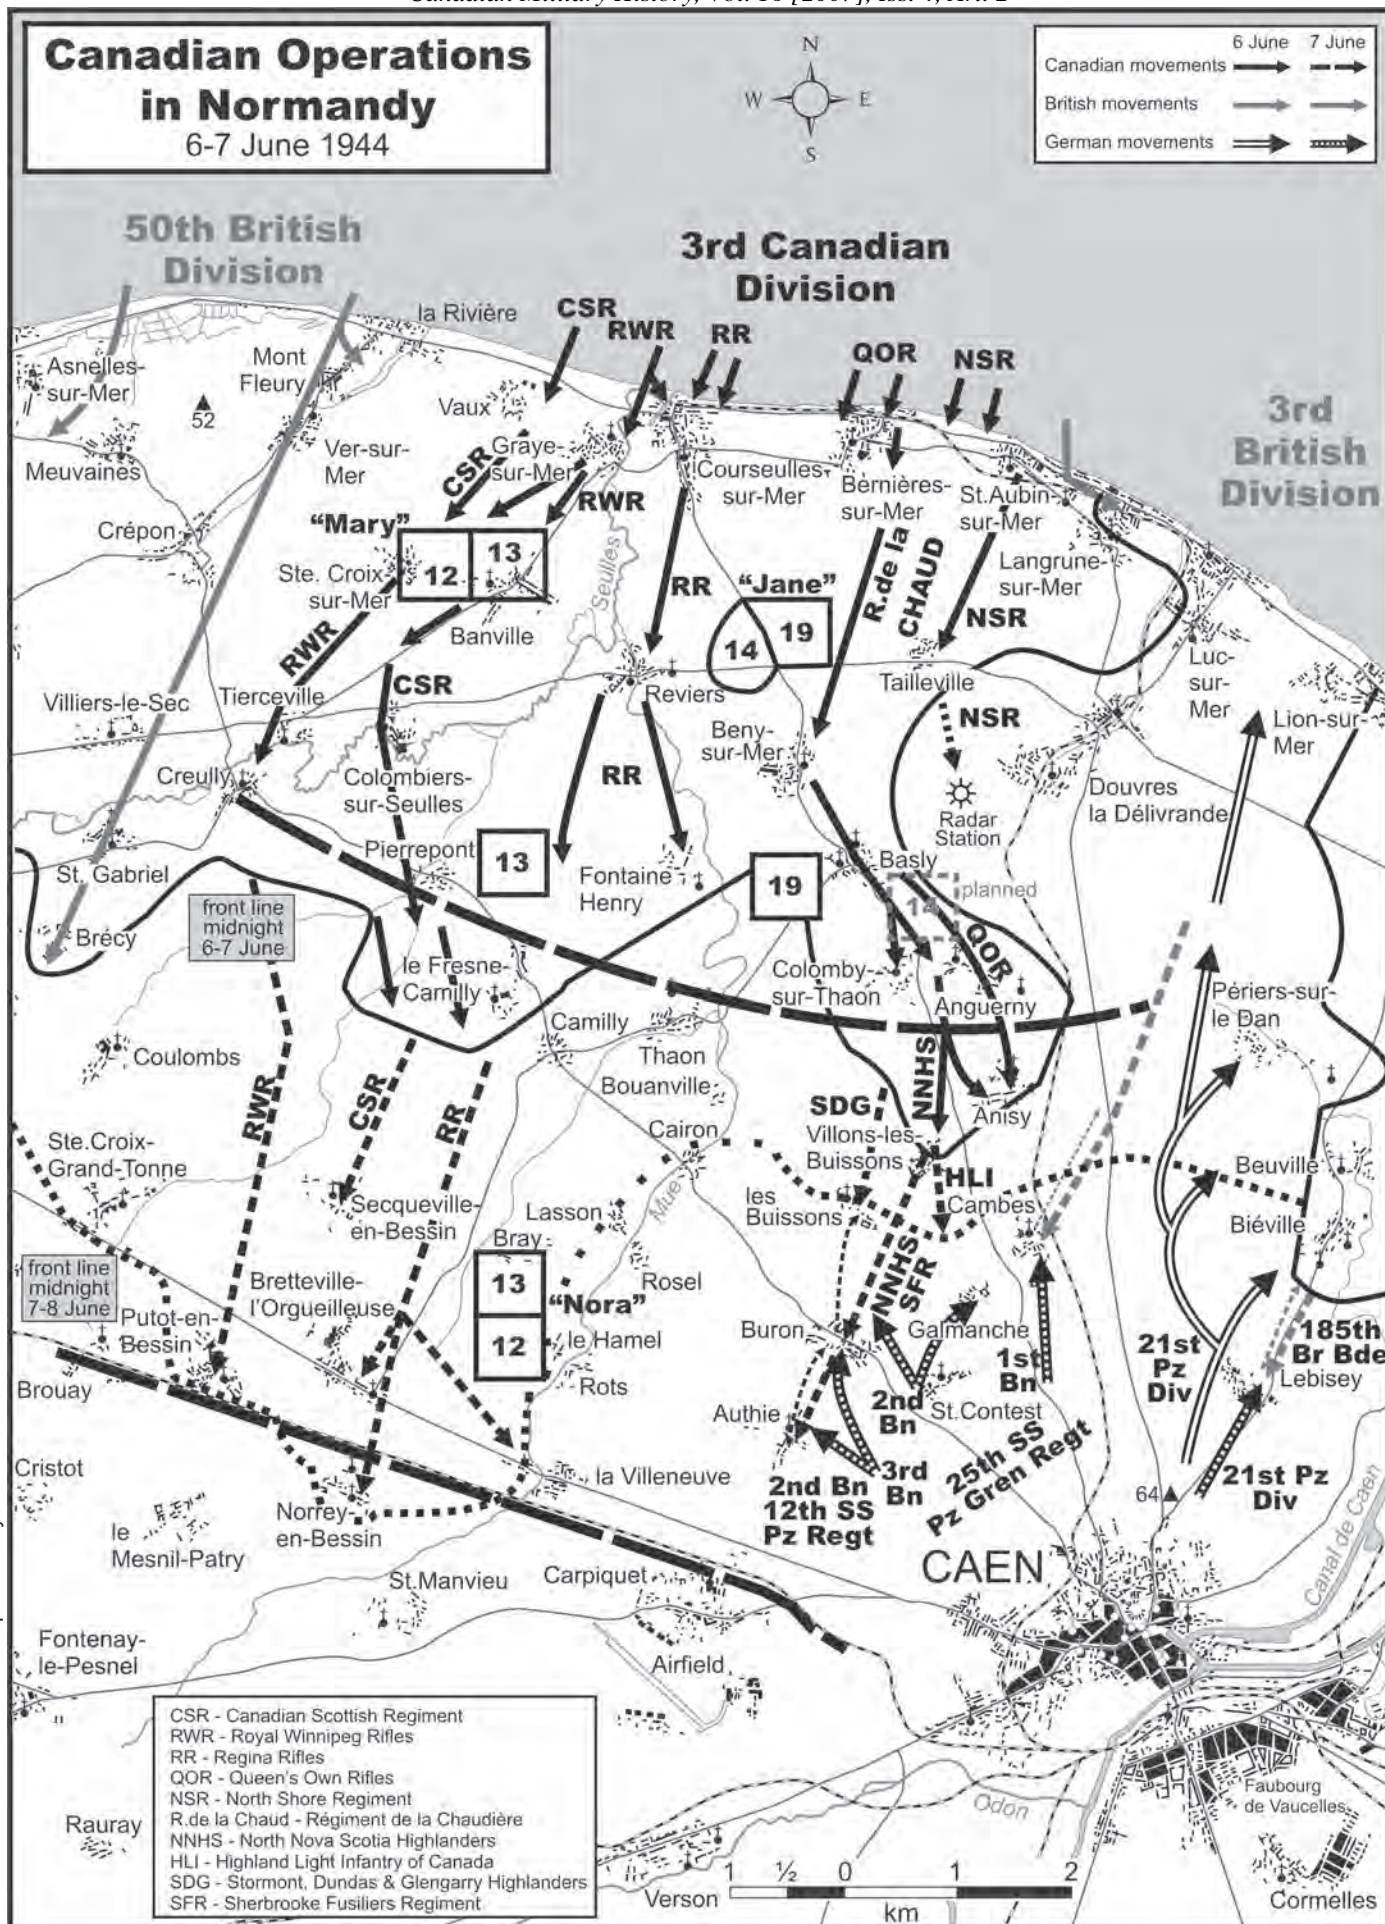 Canadian Operations
in Normandy
6-7 June 1944
N
W
E
S
6 June
7 June
Canadian movements
British movements
German movements
50th British
Division
3rd Canadian
Division
3rd
British
Division
la Rivière
CSR
RWR
RR
QOR
NSR
Asnelles-
sur-Mer
Mont
Fleury
52
Vaux
Meuvaines
Ver-sur-
Mer
CSR
Graye-
sur-Mer
RWR
Courseulles-
sur-Mer
Bernières-
sur-Mer
St.Aubin-
sur-Mer
Crépon
"Mary"
12
13
Ste. Croix-
sur-Mer
Banville
Seulles
RR
"Jane"
14
19
R.de la
CHAUD
Langrune-
sur-Mer
NSR
RWR
CSR
Villiers-le-Sec
Tierceville
Reviers
Tailleville
Luc-
sur-
Mer
Lion-sur-
Mer
Creully
Colombiers-
sur-Seulles
RR
Beny-
sur-Mer
NSR
Radar
Station
Douvres
la Délivrande
St. Gabriel
Pierrepont
13
Fontaine
Henry
19
Basly
14
planned
front line
midnight
6-7 June
Brécy
le Fresne-
Camilly
Colomby-
sur-Thaon
QOR
Anguerny
Périers-sur-
le Dan
Coulombs
Camilly
Thaon
Bouanville
RWR
CSR
RR
SDG
NNHS
Anisy
Cairon
Villons-les-
Buissons
HLI
Cambes
Beuville
Ste.Croix-
Grand-Tonne
Secqueville-
en-Bessin
Lasson
Mue
les
Buissons
Biéville
Bray
13
"Nora"
12
Rosel
NNHS
SFR
front line
midnight
7-8 June
Bretteville-
l'Orgueilleuse
Putot-en-
Bessin
le Hamel
Buron
Galmanche
1st
Bn
21st
Pz
Div
185th
Br Bde
Lebisey
Brouay
Rots
Authie
2nd
Bn
St.Contest
3rd
Bn
25th SS
Pz Gren Regt
Cristot
la Villeneuve
2nd Bn
12th SS
Pz Regt
64
21st Pz
Div
le
Mesnil-Patry
Norrey-
en-Bessin
CAEN
Canal de Caen
St.Manvieu
Carpiquet
Fontenay-
le-Pesnel
Airfield
CSR - Canadian Scottish Regiment
RWR - Royal Winnipeg Rifles
RR - Regina Rifles
QOR - Queen's Own Rifles
NSR - North Shore Regiment
R.de la Chaud - Régiment de la Chaudière
NNHS - North Nova Scotia Highlanders
HLI - Highland Light Infantry of Canada
SDG - Stormont, Dundas & Glengarry Highlanders
SFR - Sherbrooke Fusiliers Regiment
Rauray
Odon
Faubourg
de Vaucelles
Verson
1 ½ 0 1 2
km
Cormelles